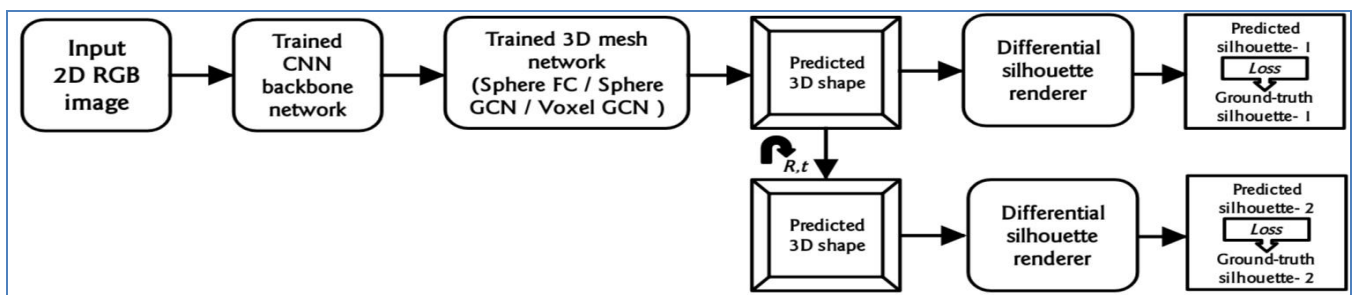 Input
2D RGB
image
Trained
CNN
backbone
network
Trained 3D mesh
network
(Sphere FC / Sphere
GCN / Voxel GCN )
Predicted
3D shape
Differential
silhouette
renderer
Predicted
silhouette- 1
Loss
Ground-truth
silhouette- 1
R,t
Predicted
3D shape
Differential
silhouette
renderer
Predicted
silhouette- 2
Loss
Ground-truth
silhouette- 2